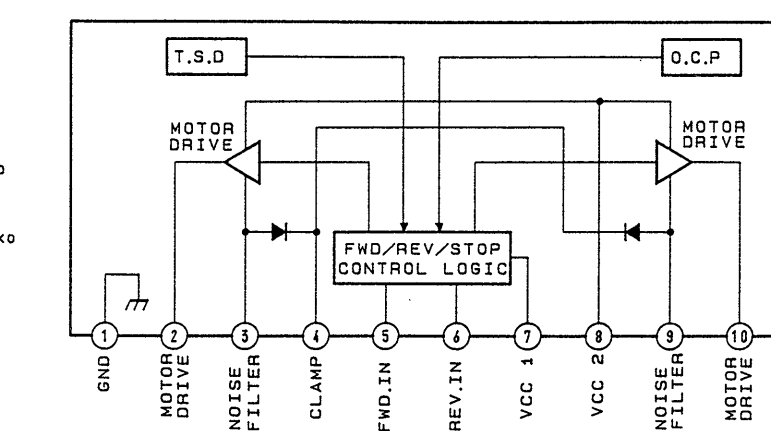 T.S.D
O.C.P
MOTOR
DRIVE
MOTOR
DRIVE
FWD/REV/STOP
CONTROL LOGIC
1
2
3
4
5
6
7
8
9
10
GND
MOTOR
DRIVE
NOISE
FILTER
CLAMP
FWD.IN
REV.IN
VCC 1
VCC 2
NOISE
FILTER
MOTOR
DRIVE